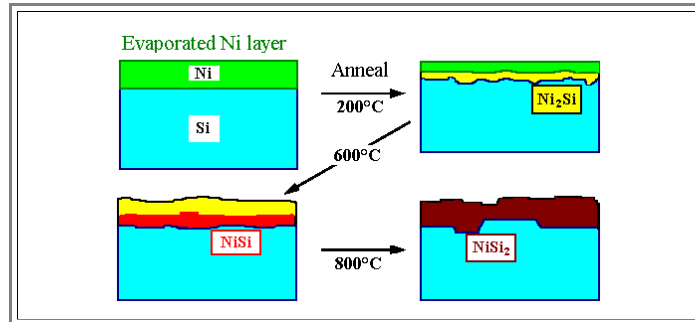 Evaporated Ni layer
Ni
Si
Anneal
200°C
Ni₂Si
600°C
NiSi
800°C
NiSi₂